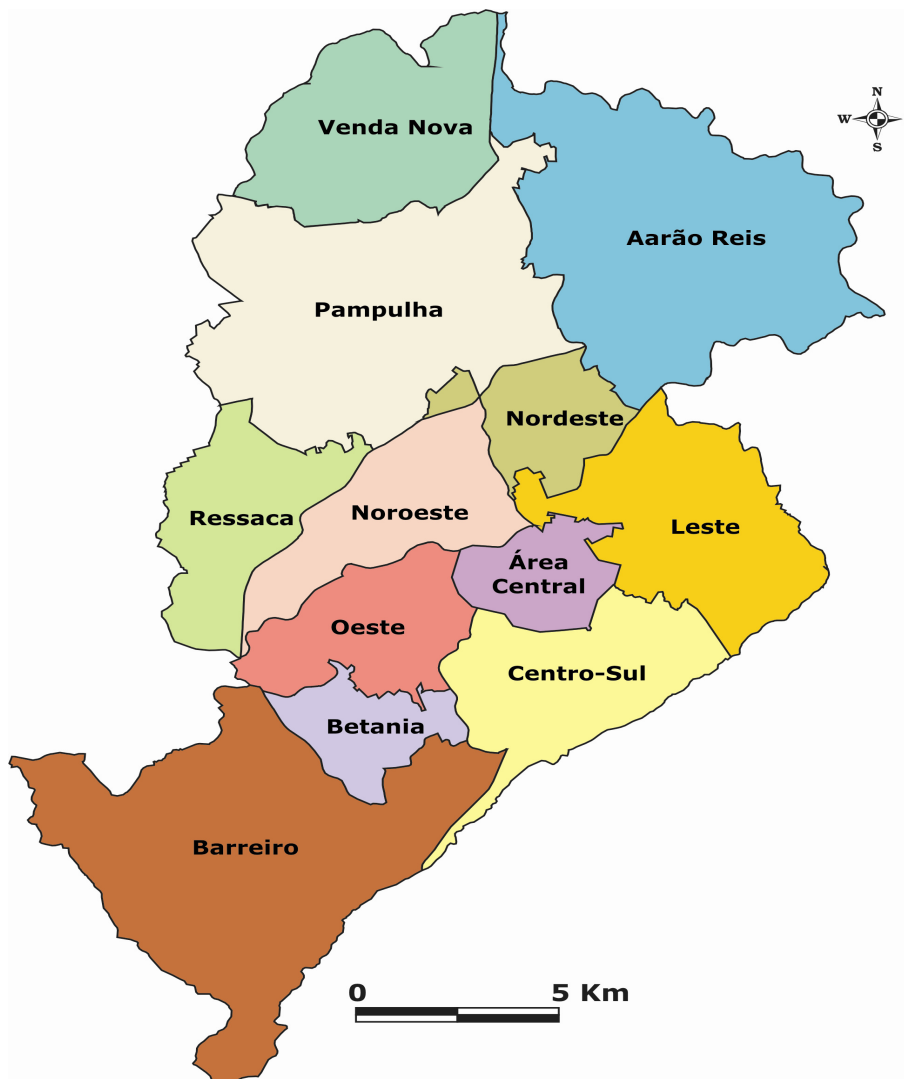 N
W
S
Venda Nova
Aarão Reis
Pampulha
Nordeste
Noroeste
Ressaca
Leste
Área
Central
Oeste
Centro-Sul
Betania
Barreiro
0 5 Km